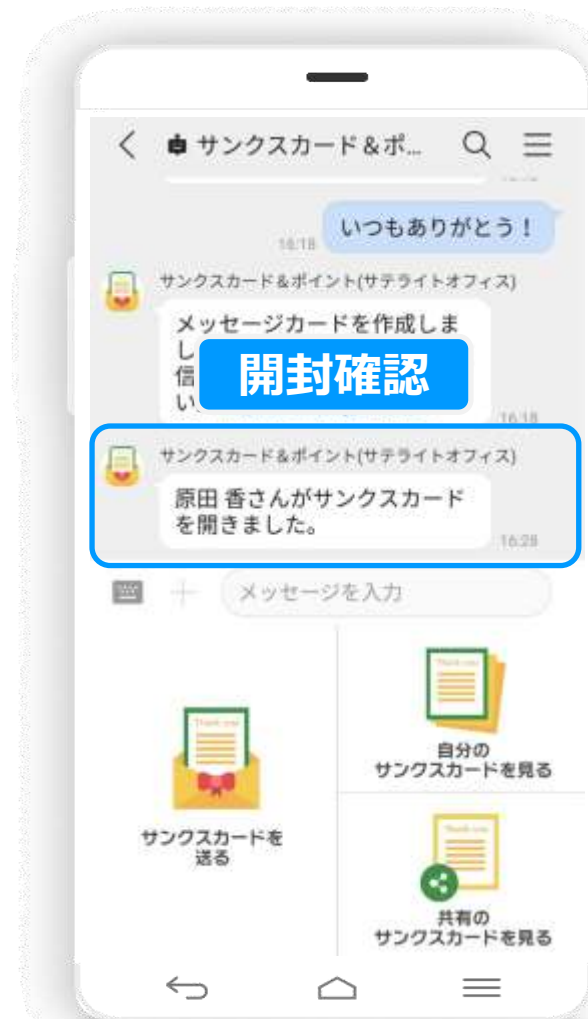 サンクスカード＆ポ...
いつもありがとう！
16:18
サンクスカード&ポイント(サテライトオフィス)
メッセージカードを作成しま
し
信
い
開封確認
16:18
サンクスカード&ポイント(サテライトオフィス)
原田 香さんがサンクスカード
を開きました。
16:28
メッセージを入力
Thank you
サンクスカードを
送る
Thank you
自分の
サンクスカードを見る
Thank you
共有の
サンクスカードを見る